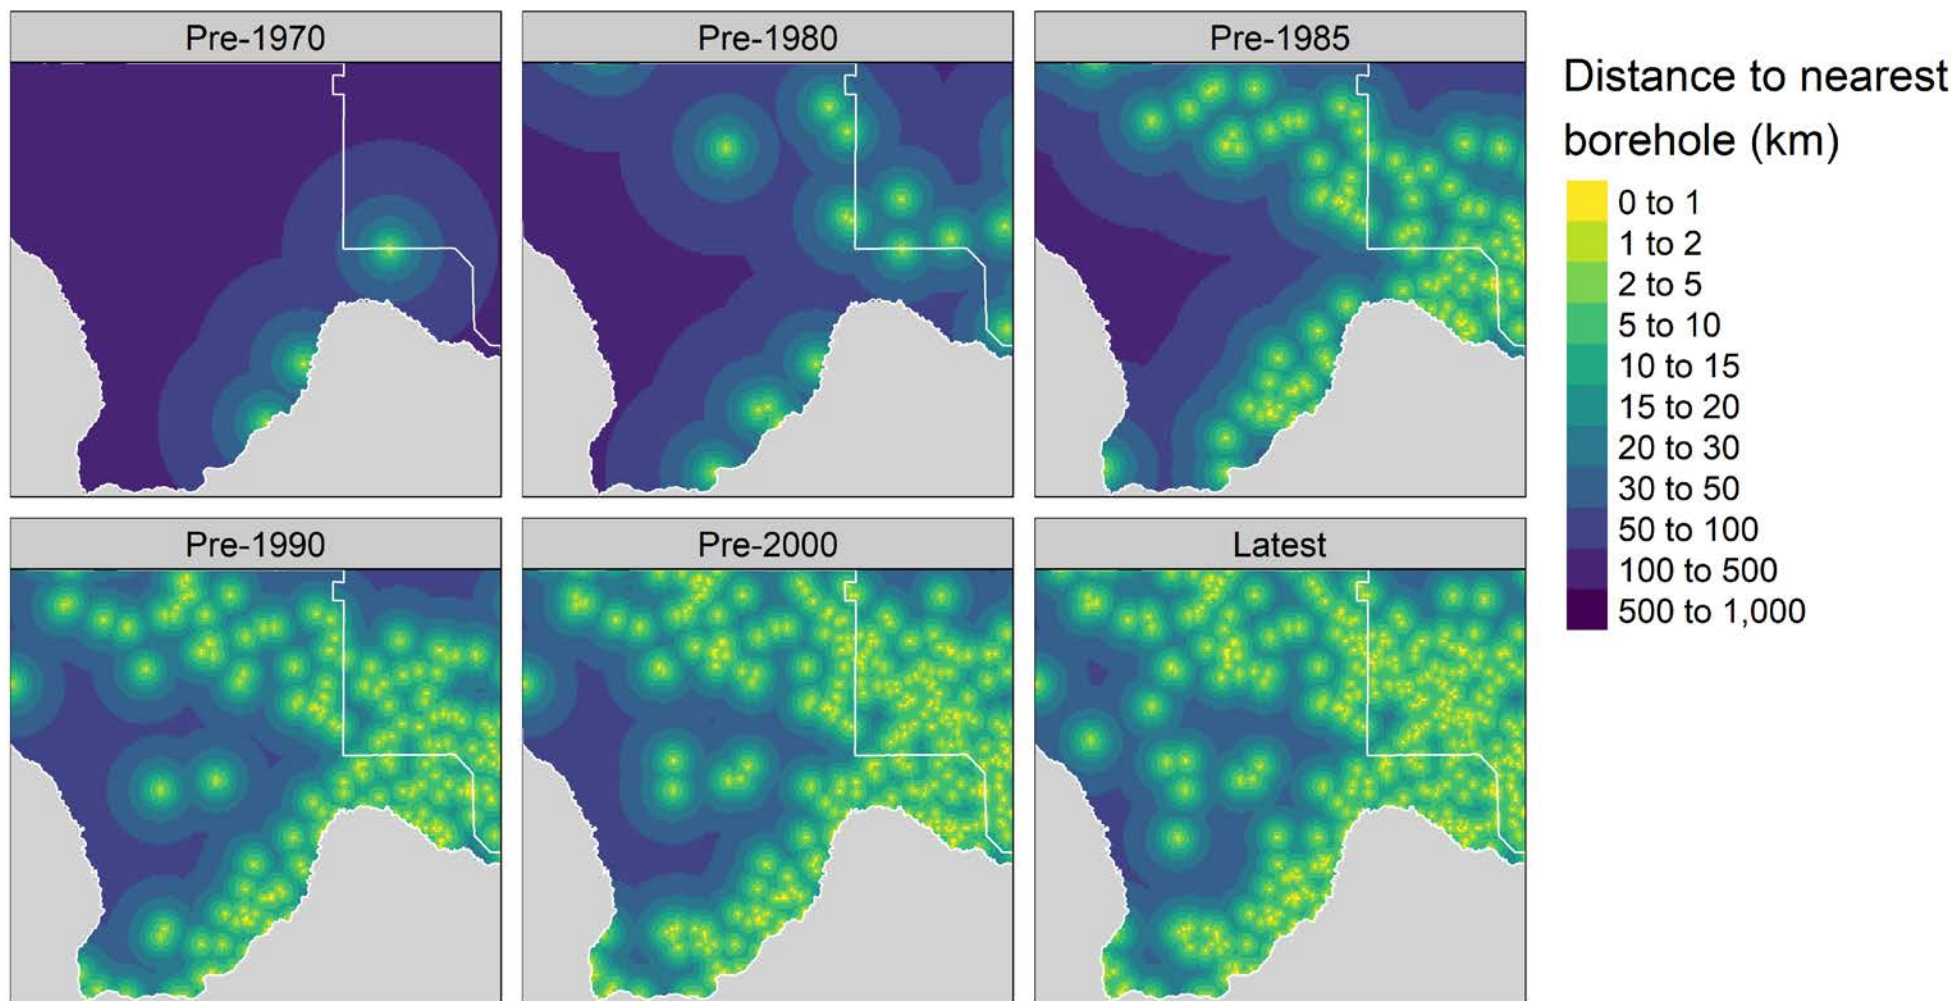 Pre-1970
Pre-1980
Pre-1985
Distance to nearest
borehole (km)
0 to 1
1 to 2
2 to 5
5 to 10
10 to 15
15 to 20
20 to 30
30 to 50
50 to 100
100 to 500
500 to 1,000
Pre-1990
Pre-2000
Latest